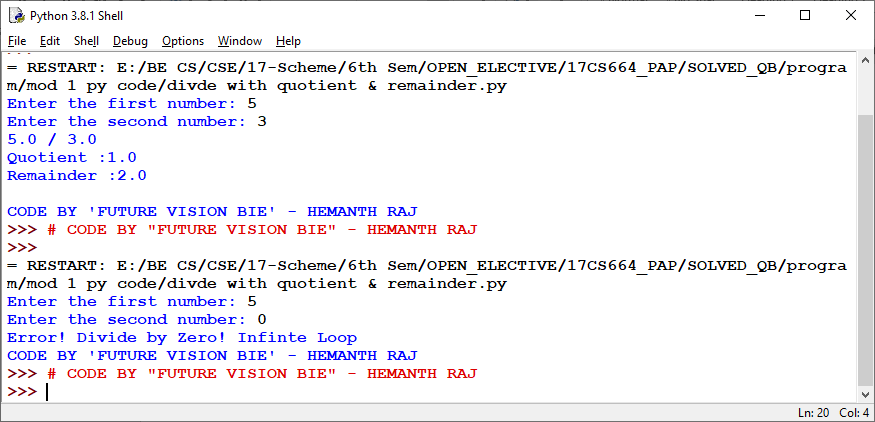 Python 3.8.1 Shell
File Edit Shell Debug Options Window Help
= RESTART: E:/BE CS/CSE/17-Scheme/6th Sem/OPEN_ELECTIVE/17CS664_PAP/SOLVED_QB/progra
m/mod 1 py code/divde with quotient & remainder.py
Enter the first number: 5
Enter the second number: 3
5.0 / 3.0
Quotient :1.0
Remainder :2.0
CODE BY 'FUTURE VISION BIE' - HEMANTH RAJ
>>> # CODE BY "FUTURE VISION BIE" - HEMANTH RAJ
>>>
= RESTART: E:/BE CS/CSE/17-Scheme/6th Sem/OPEN_ELECTIVE/17CS664_PAP/SOLVED_QB/progra
m/mod 1 py code/divde with quotient & remainder.py
Enter the first number: 5
Enter the second number: 0
Error! Divide by Zero! Infinte Loop
CODE BY 'FUTURE VISION BIE' - HEMANTH RAJ
>>> # CODE BY "FUTURE VISION BIE" - HEMANTH RAJ
>>>
Ln: 20 Col: 4